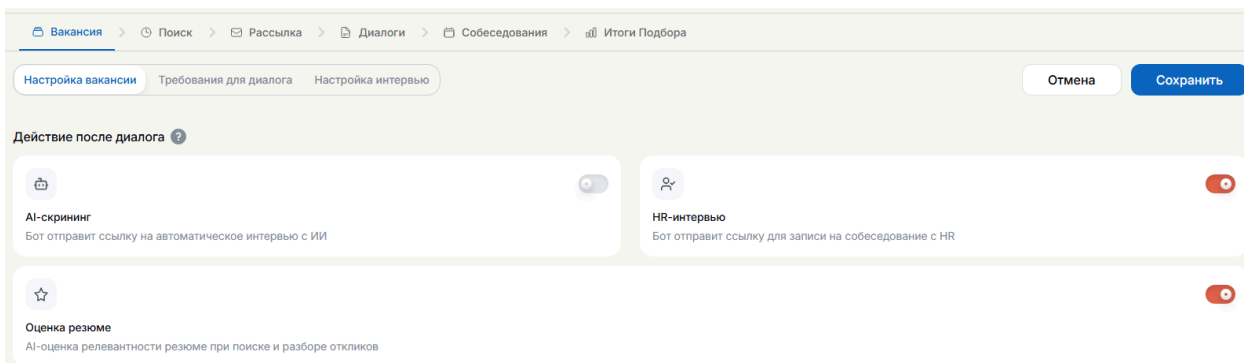 Вакансия > Поиск > Рассылка > Диалоги > Собеседования > Итоги Подбора
Настройка вакансии Требования для диалога Настройка интервью Отмена Сохранить
Действие после диалога ?
AI-скрининг
Бот отправит ссылку на автоматическое интервью с ИИ
HR-интервью
Бот отправит ссылку для записи на собеседование с HR
Оценка резюме
AI-оценка релевантности резюме при поиске и разборе откликов